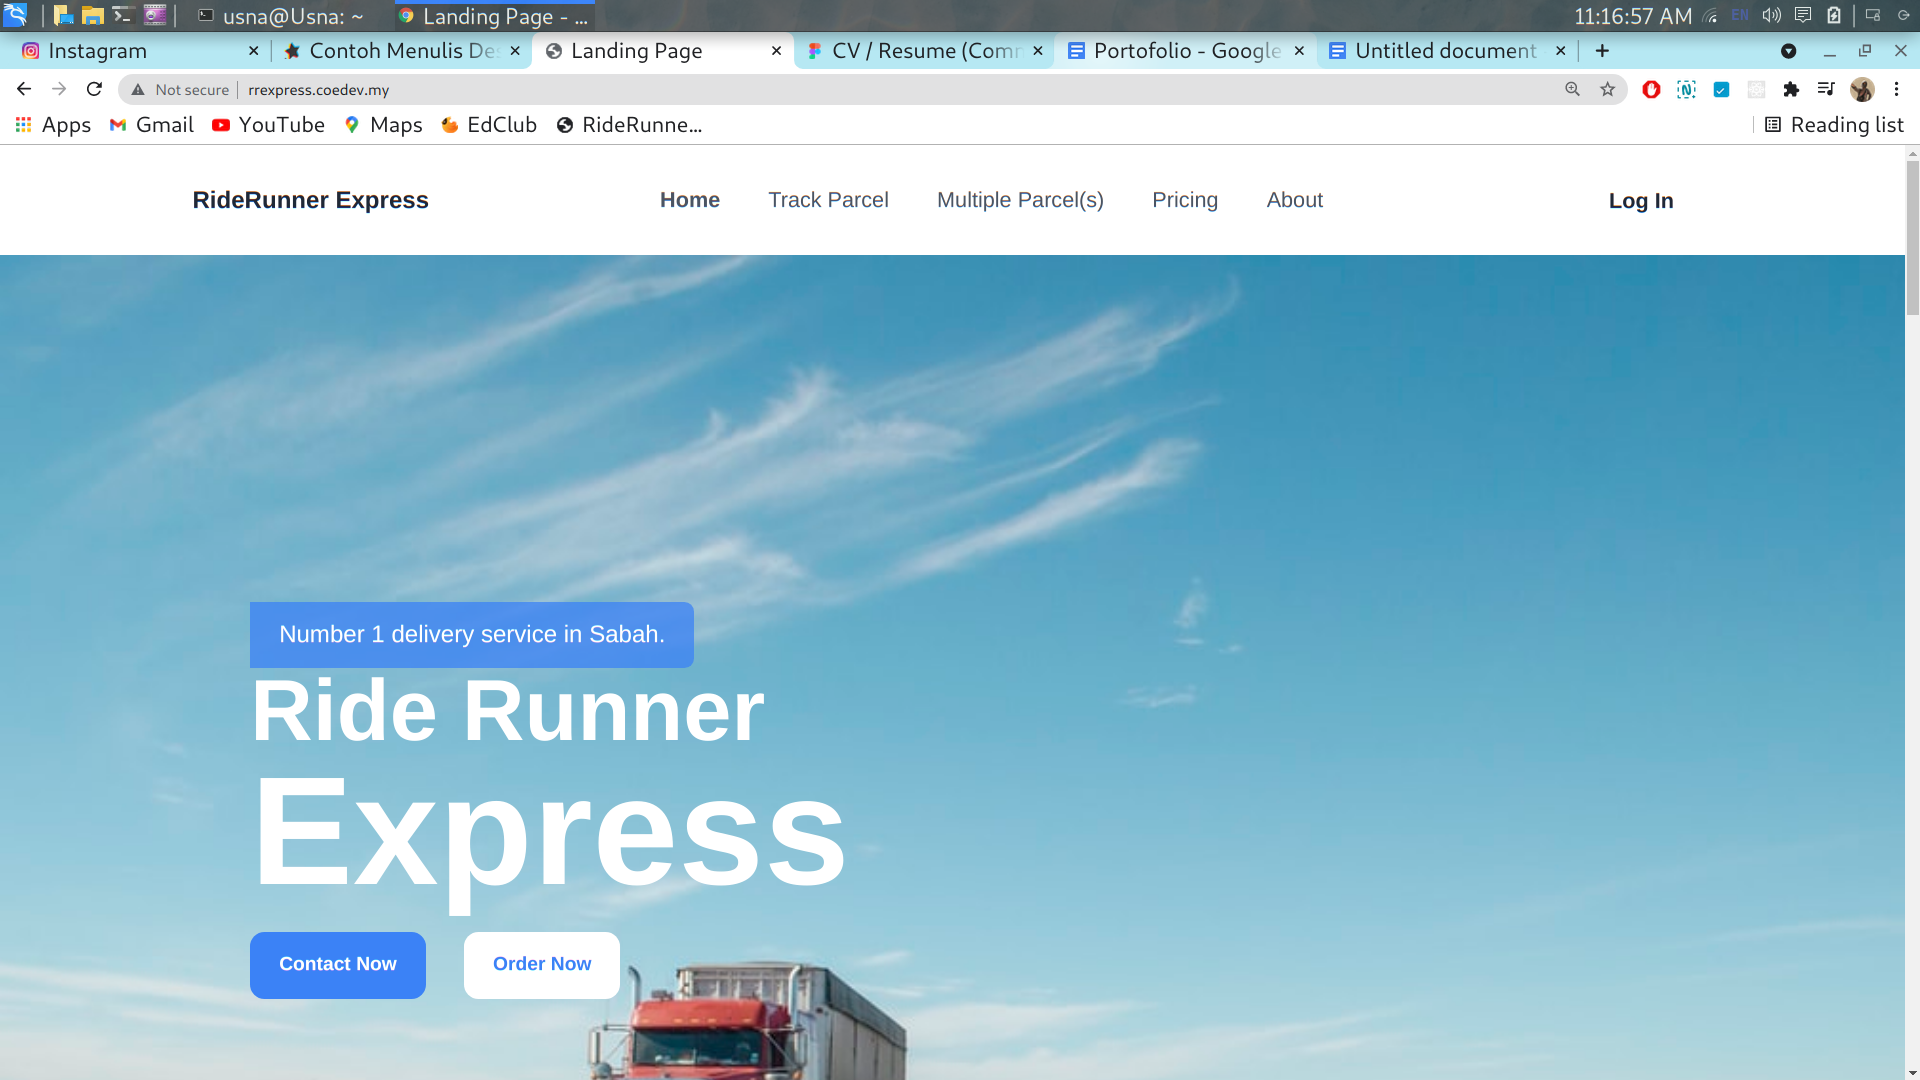 usna@Usna: ~ Landing Page - ... 11:16:57 AM EN
Instagram Contoh Menulis De Landing Page CV / Resume (Com Portofolio - Google Untitled document
Not secure rrexpress.coedev.my
Apps Gmail YouTube Maps EdClub RideRunne... Reading list
RideRunner Express Home Track Parcel Multiple Parcel(s) Pricing About Log In
Number 1 delivery service in Sabah.
Ride Runner
Express
Contact Now Order Now